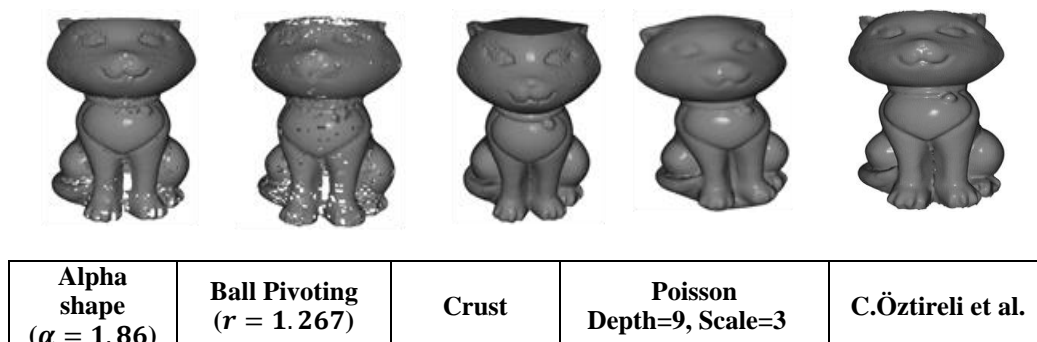 Alpha
shape
(𝜶 = 𝟏.𝟖𝟔)
Ball Pivoting
(𝒓 = 𝟏.𝟐𝟔𝟕)
Crust
Poisson
Depth=9, Scale=3
C.Öztireli et al.